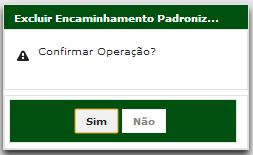 Excluir Encaminhamento Padroniz...
Confirmar Operação?
Sim Não